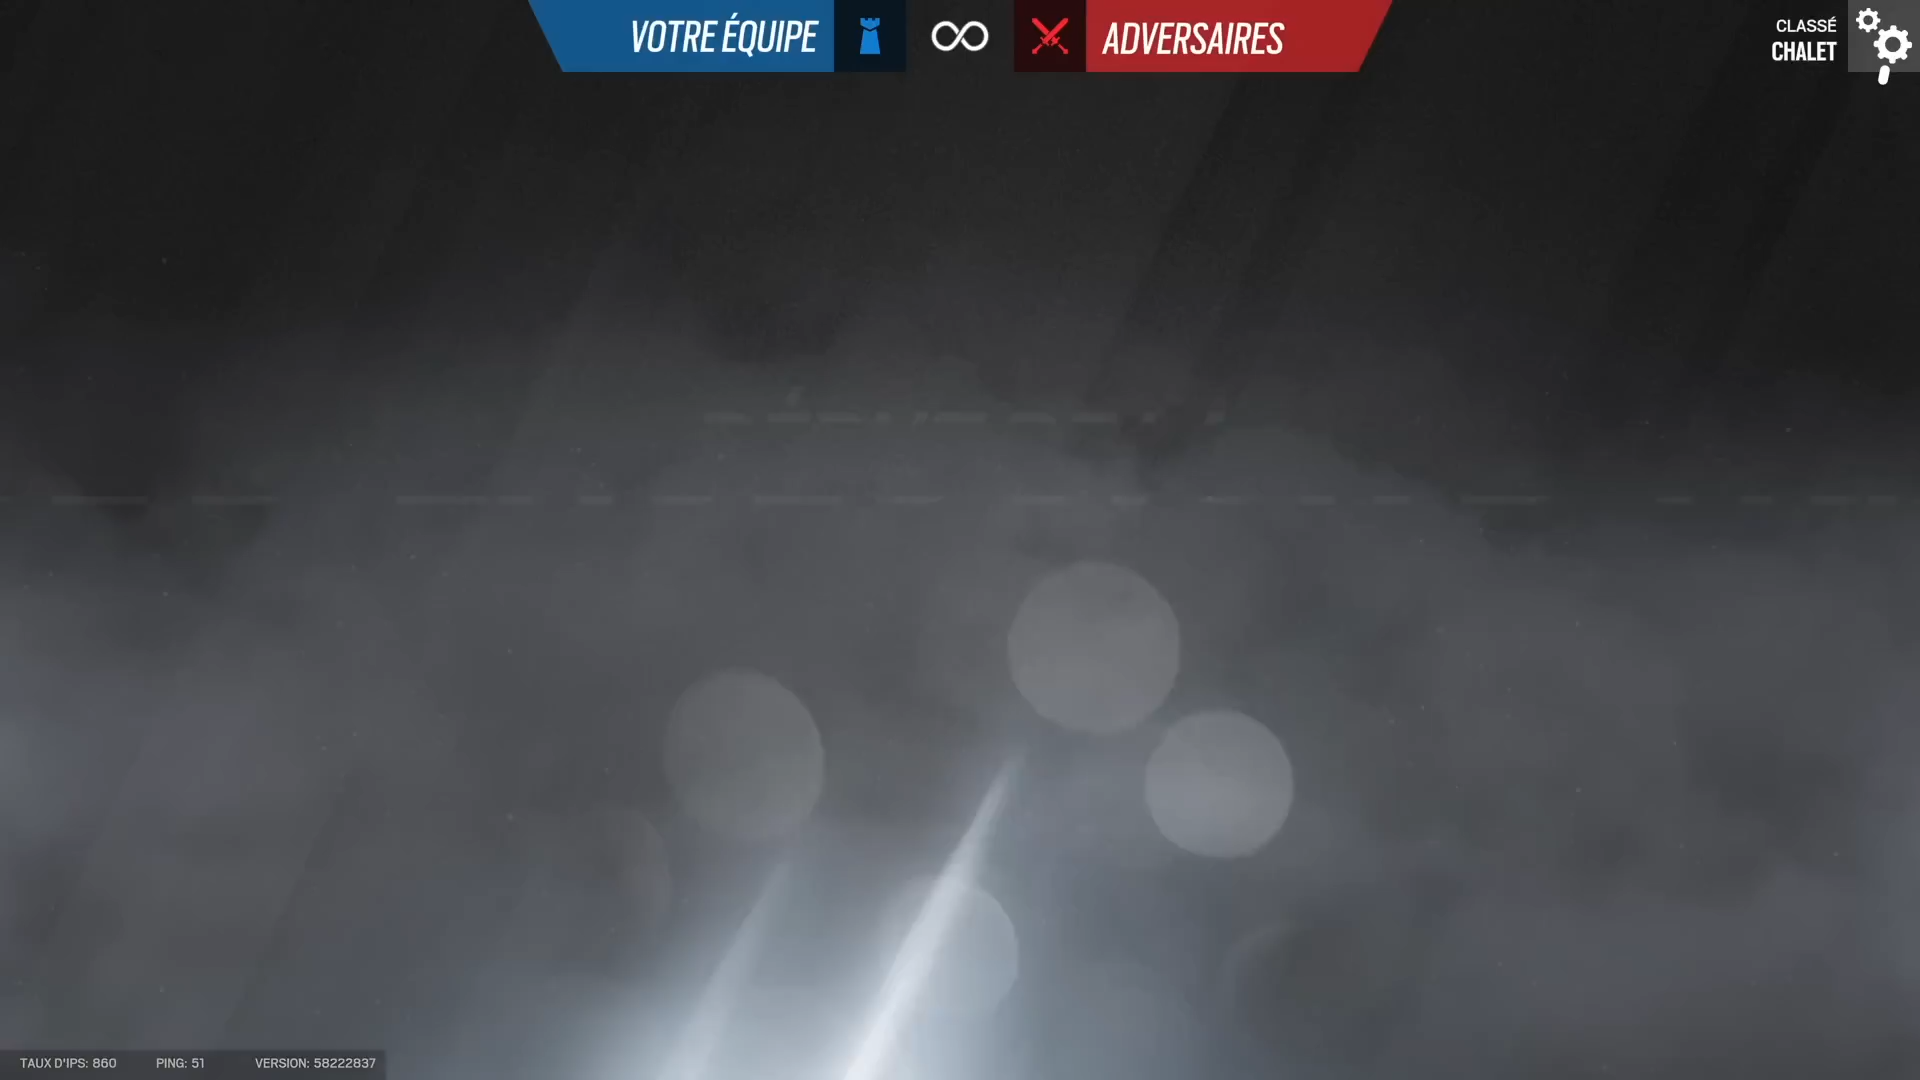 VOTRE ÉQUIPE
ADVERSAIRES
CLASSÉ
CHALET
TAUX D'IPS: 860 PING: 51 VERSION: 58222837